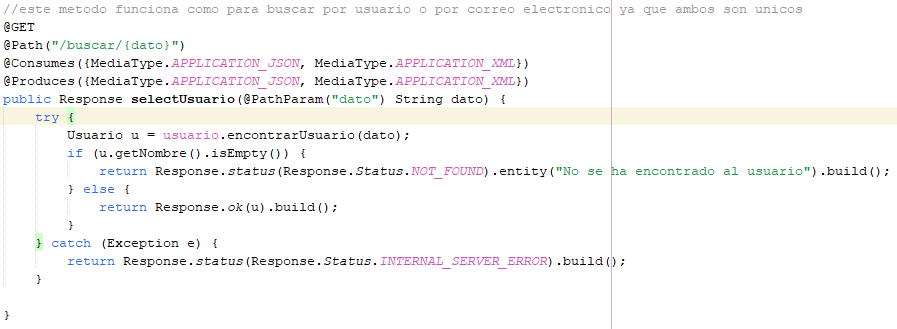 //este metodo funciona como para buscar por usuario o por correo electronico ya que ambos son unicos
@GET
@Path("/buscar/{dato}")
@Consumes({MediaType.APPLICATION_JSON, MediaType.APPLICATION_XML})
@Produces({MediaType.APPLICATION_JSON, MediaType.APPLICATION_XML})
public Response selectUsuario(@PathParam("dato") String dato) {
    try {
        Usuario u = usuario.encontrarUsuario(dato);
        if (u.getNombre().isEmpty()) {
            return Response.status(Response.Status.NOT_FOUND).entity("No se ha encontrado al usuario").build();
        } else {
            return Response.ok(u).build();
        }
    } catch (Exception e) {
        return Response.status(Response.Status.INTERNAL_SERVER_ERROR).build();
    }
}